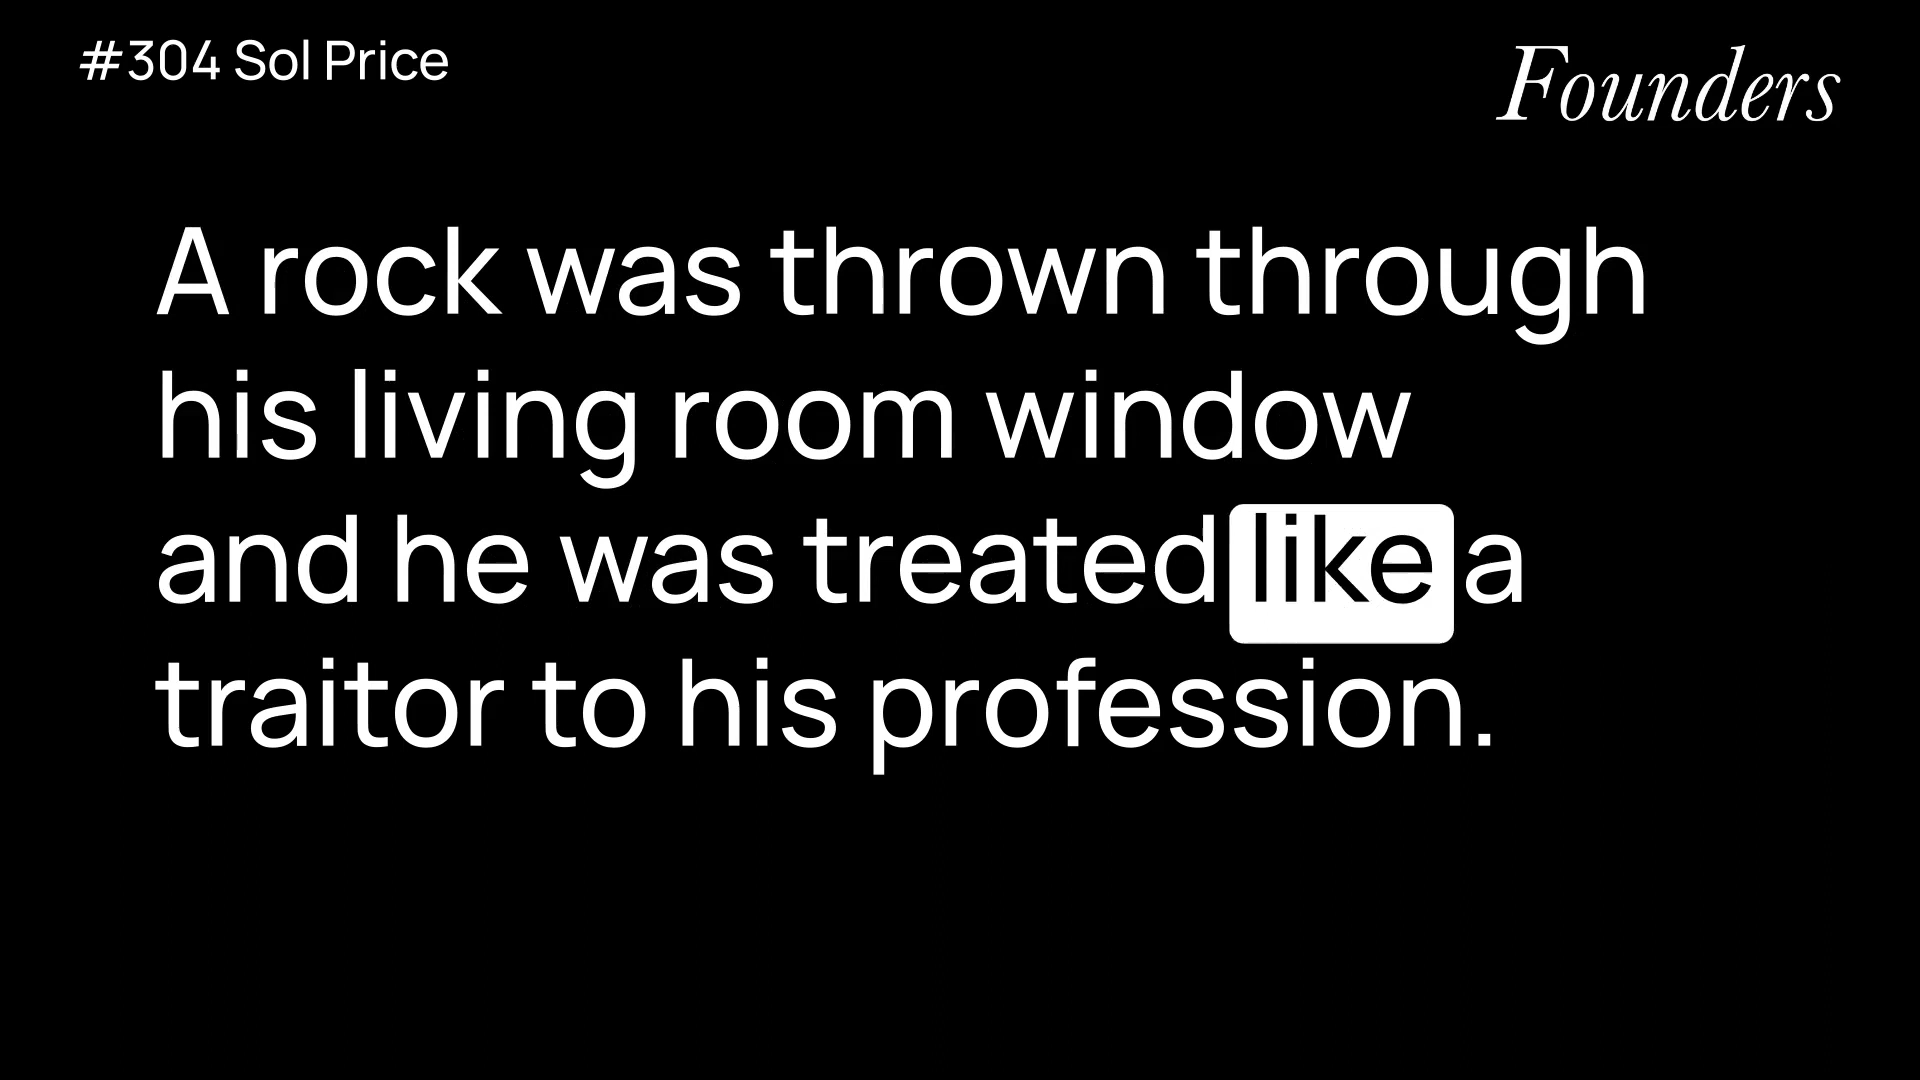 #304 Sol Price
Founders
A rock was thrown through
his living room window
and he was treated like a
traitor to his profession.